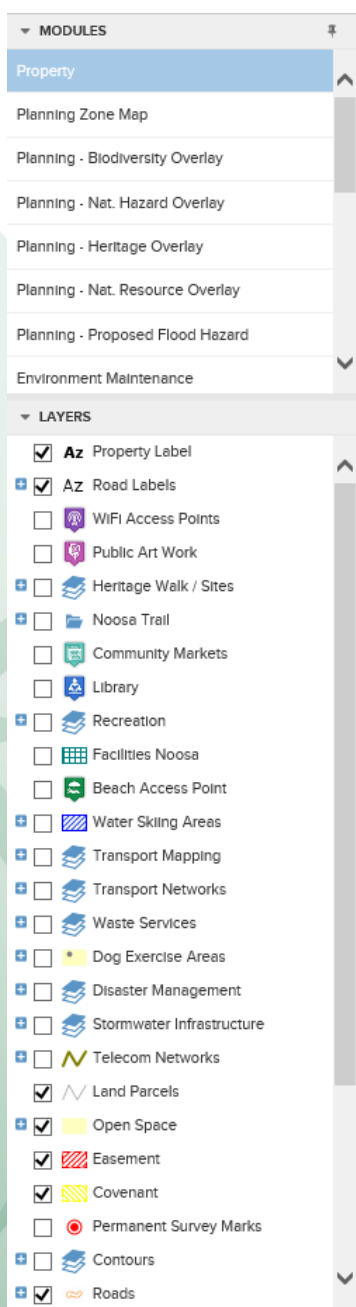 MODULES
Property
Planning Zone Map
Planning - Biodiversity Overlay
Planning - Nat. Hazard Overlay
Planning - Heritage Overlay
Planning - Nat. Resource Overlay
Planning - Proposed Flood Hazard
Environment Maintenance
LAYERS
Az Property Label
AZ Road Labels
WiFi Access Points
Public Art Work
Heritage Walk / Sites
Noosa Trail
Community Markets
Library
Recreation
Facilities Noosa
Beach Access Point
Water Skiing Areas
Transport Mapping
Transport Networks
Waste Services
Dog Exercise Areas
Disaster Management
Stormwater Infrastructure
Telecom Networks
Land Parcels
Open Space
Easement
Covenant
Permanent Survey Marks
Contours
Roads